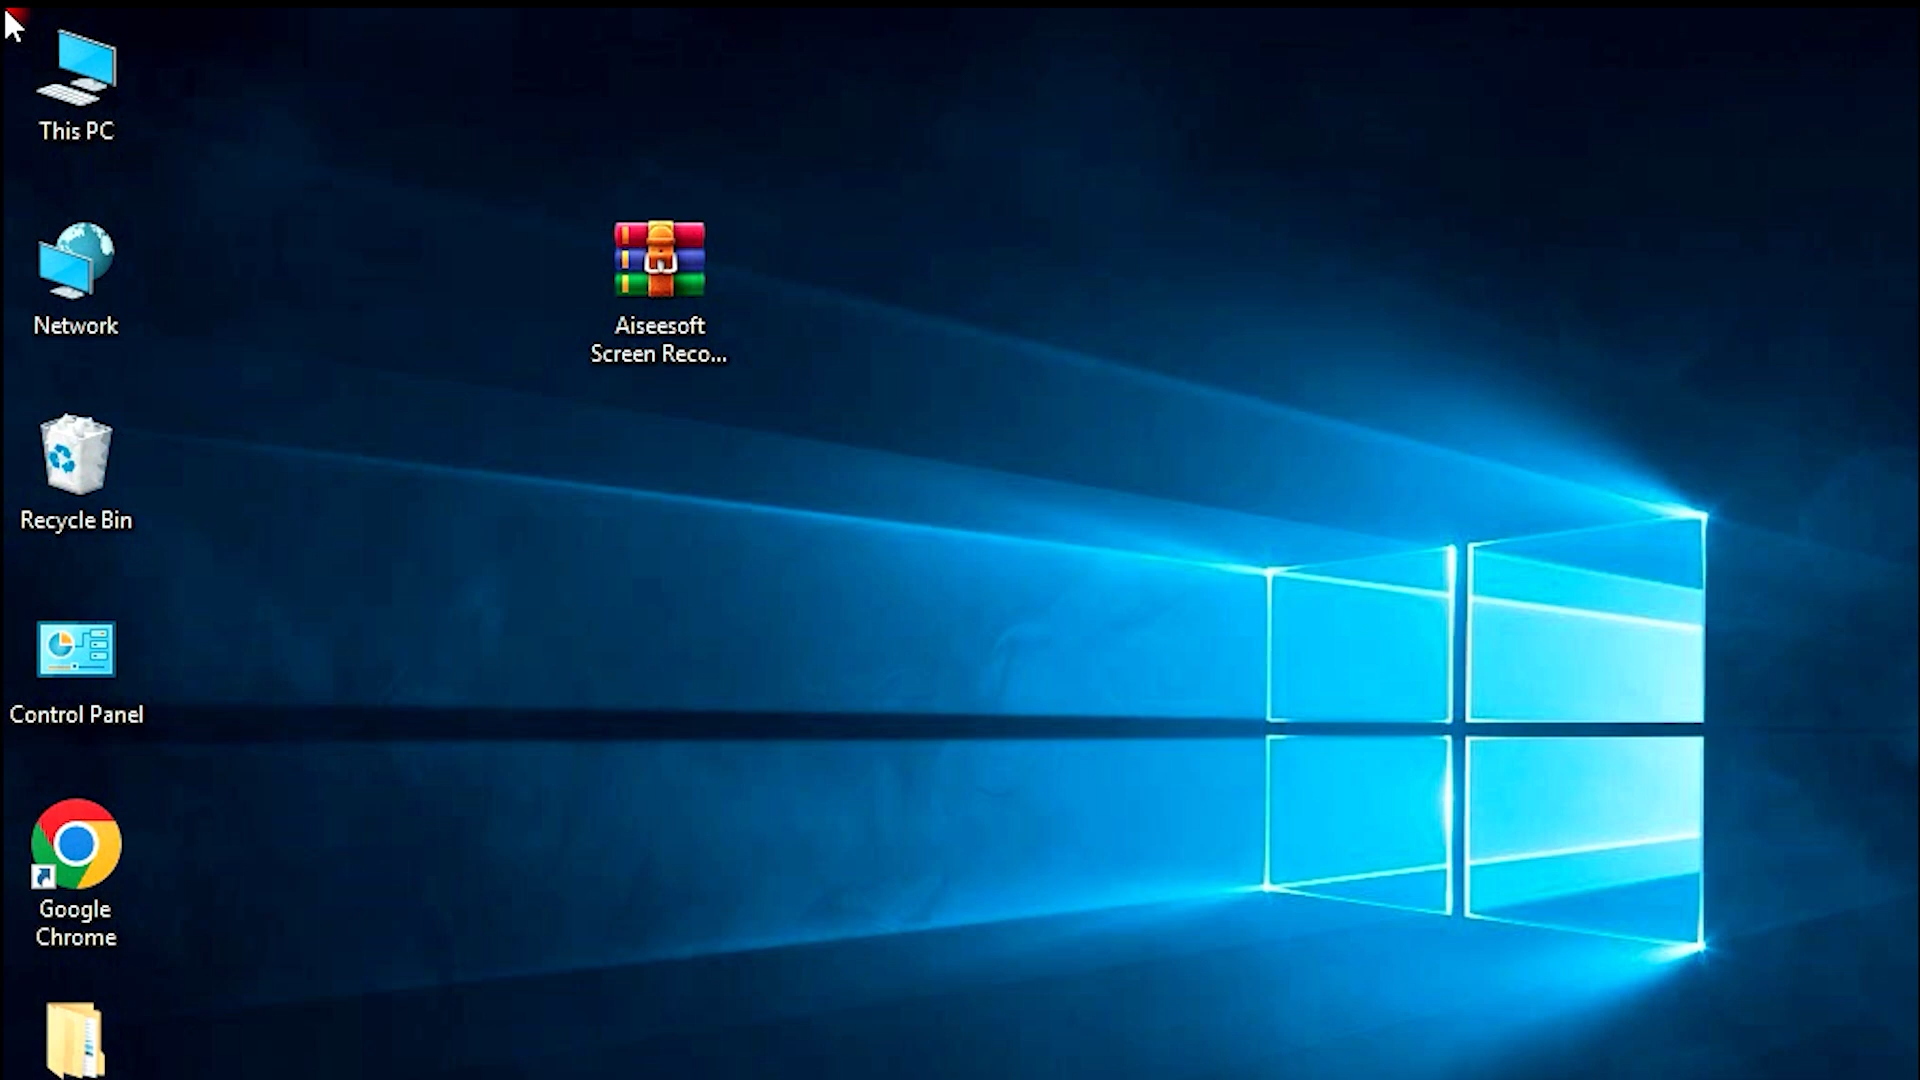 This PC
Network
Aiseesoft
Screen Reco...
Recycle Bin
Control Panel
Google
Chrome